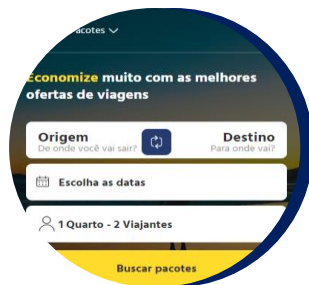 acotes
Economize muito com as melhores
ofertas de viagens
Origem
De onde você vai sair?
Destino
Para onde vai?
Escolha as datas
1 Quarto - 2 Viajantes
Buscar pacotes